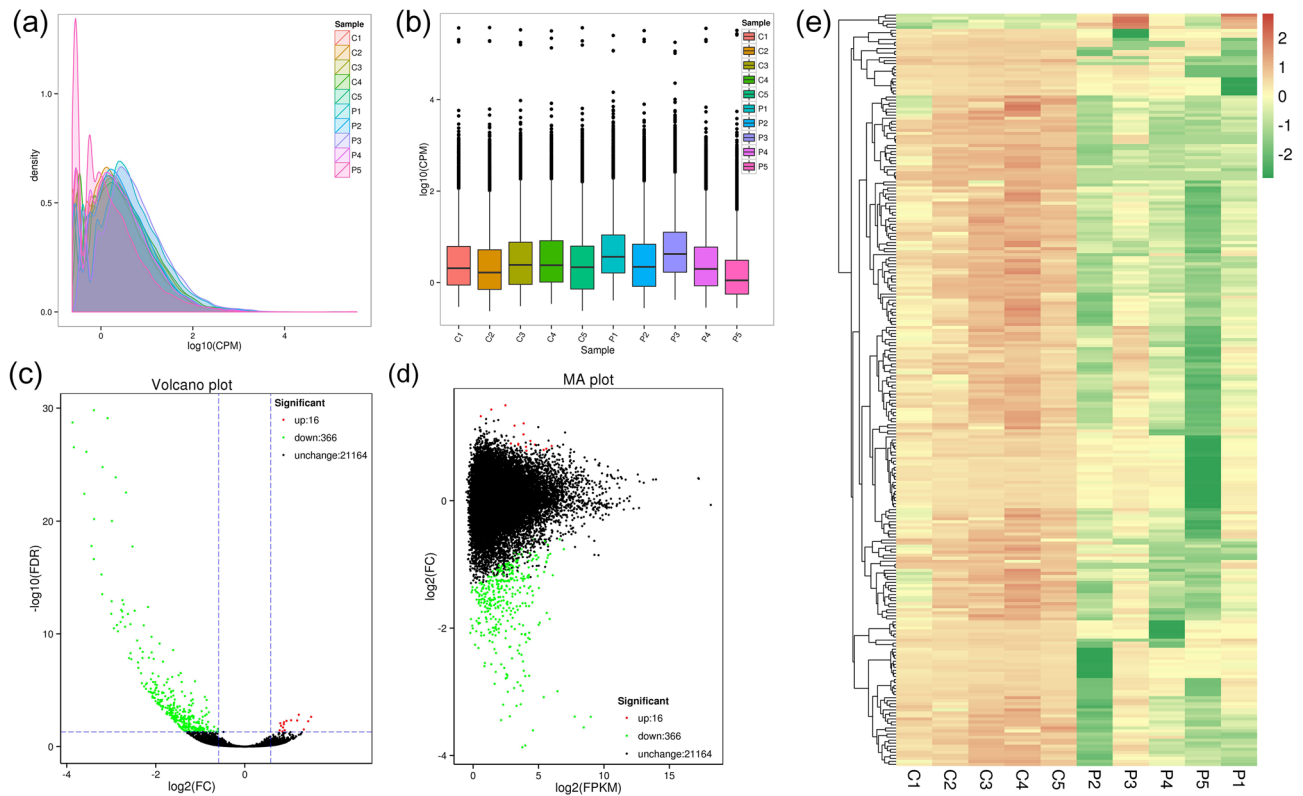 (a)
Sample
C1
C2
C3
C4
C5
P1
P2
P3
P4
P5
density
1.0
0.5
0.0
0
2
4
log10(CPM)
(b)
Sample
C1
C2
C3
C4
C5
P1
P2
P3
P4
P5
log10(CPM)
4
2
0
C1
C2
C3
C4
C5
P1
P2
P3
P4
P5
Sample
(c)
Volcano plot
Significant
up:16
down:366
unchange:21164
-log10(FDR)
30
20
10
0
-4
-2
0
log2(FC)
(d)
MA plot
log2(FC)
0
-2
-4
Significant
up:16
down:366
unchange:21164
0
5
10
15
log2(FPKM)
(e)
2
1
0
-1
-2
C1
C2
C3
C4
C5
P2
P3
P4
P5
P1